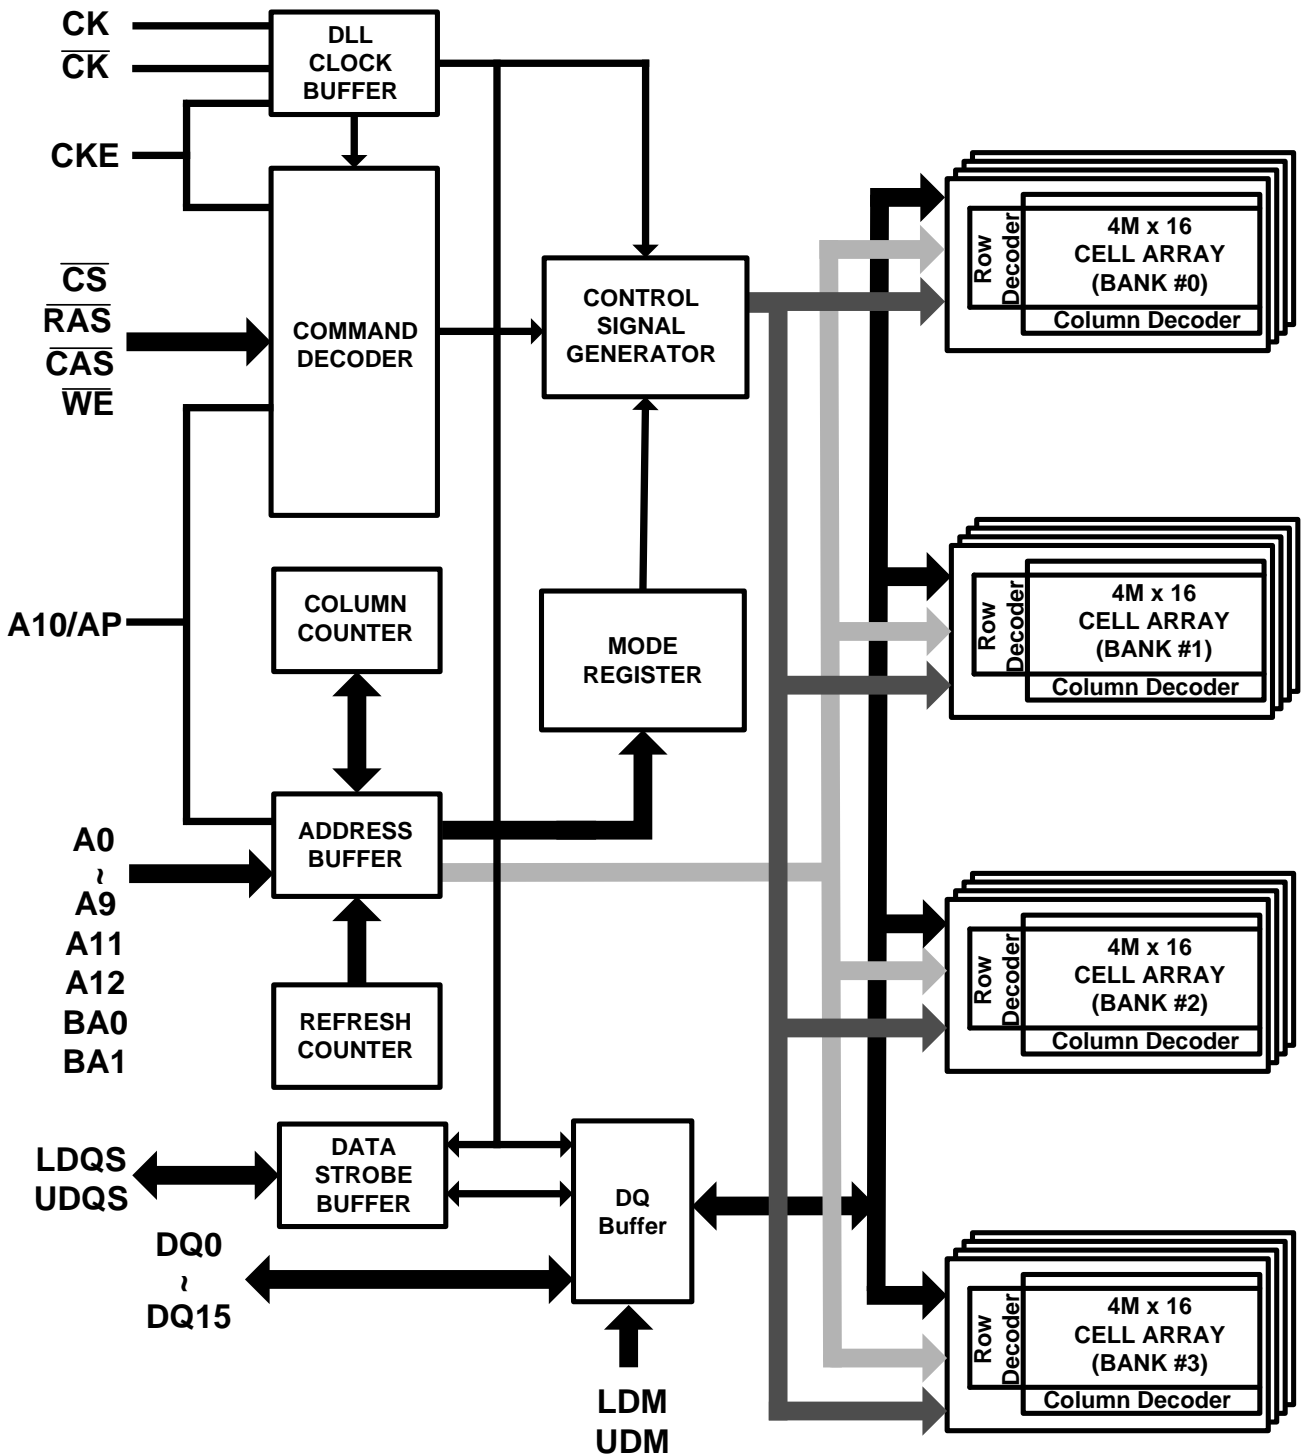 CK
CK
CKE
CS
RAS
CAS
WE
A10/AP
A0
~
A9
A11
A12
BA0
BA1
LDQS
UDQS
DQ0
~
DQ15
DLL
CLOCK
BUFFER
COMMAND
DECODER
COLUMN
COUNTER
ADDRESS
BUFFER
REFRESH
COUNTER
DATA
STROBE
BUFFER
CONTROL
SIGNAL
GENERATOR
MODE
REGISTER
DQ
Buffer
LDM
UDM
Row
Decoder
4M x 16
CELL ARRAY
(BANK #0)
Column Decoder
Row
Decoder
4M x 16
CELL ARRAY
(BANK #1)
Column Decoder
Row
Decoder
4M x 16
CELL ARRAY
(BANK #2)
Column Decoder
Row
Decoder
4M x 16
CELL ARRAY
(BANK #3)
Column Decoder